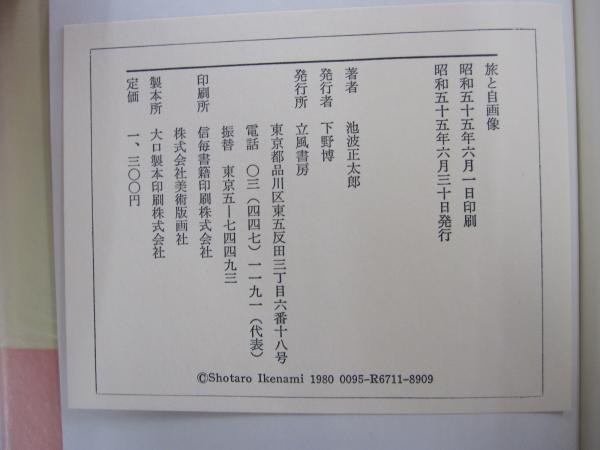 旅と自画像
昭和五十五年六月一日印刷
昭和五十五年六月三十日発行
著者　池波正太郎
発行者　下野博
発行所　立風書房
東京都品川区東五反田三丁目六番十八号
電話　〇三(四四七)一一九一(代表)
振替　東京五―七四四九三
印刷所　信毎書籍印刷株式会社
株式会社美術版画社
製本所　大口製本印刷株式会社
定価　一、三〇〇円
©Shotaro Ikenami 1980 0095-R6711-8909